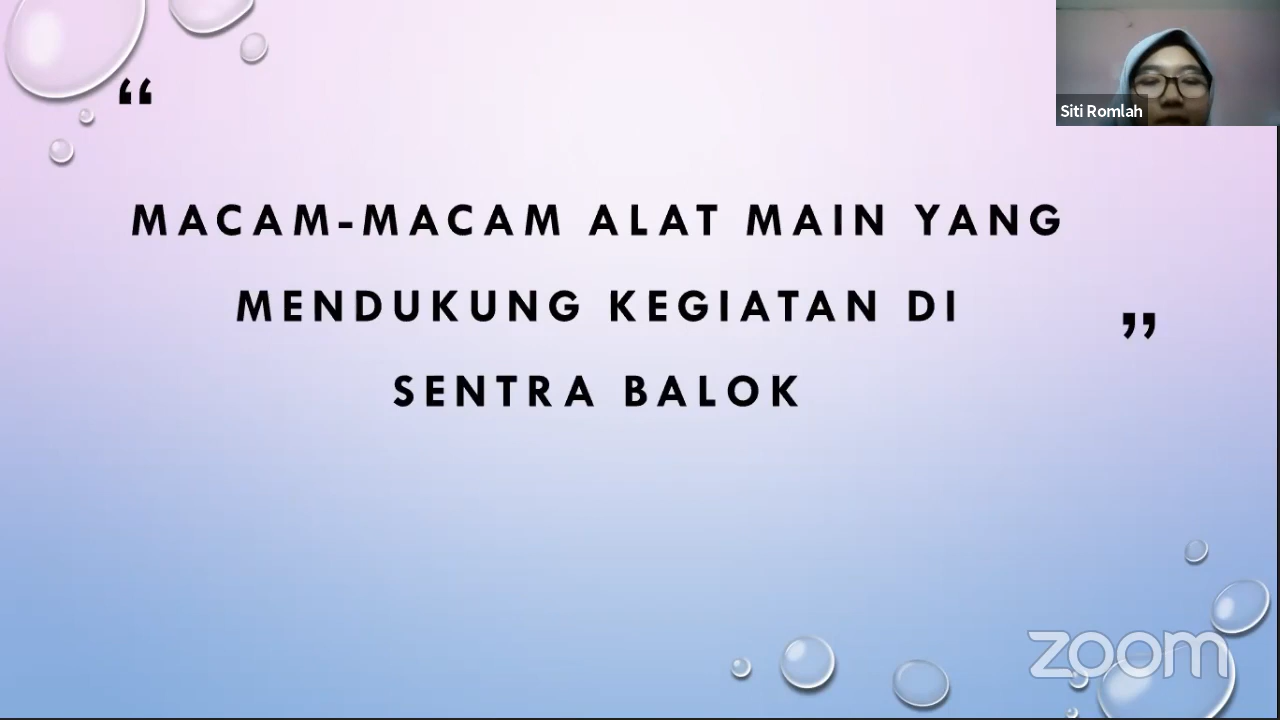 “
Siti Romlah
MACAM-MACAM ALAT MAIN YANG
MENDUKUNG KEGIATAN DI
SENTRA BALOK
”
zoom